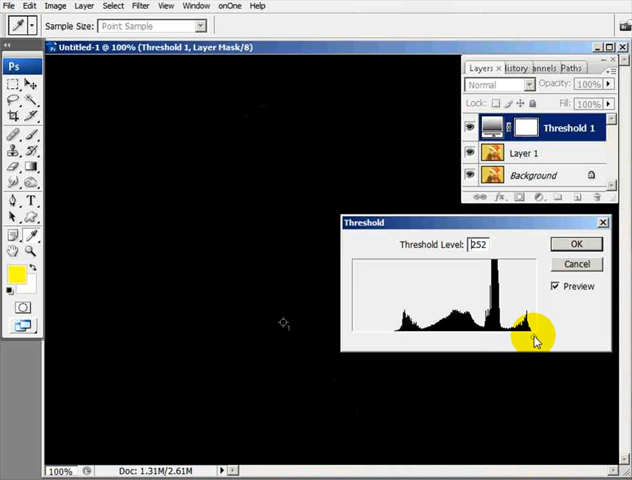 File Edit Image Layer Select Filter View Window onOne Help
Sample Size: Point Sample
Untitled-1 @ 100% (Threshold 1, Layer Mask/8)
Ps
Layers History annels Paths
Normal Opacity: 100%
Lock: Fill: 100%
Threshold 1
Layer 1
Background
Threshold
Threshold Level: 252
OK
Cancel
Preview
1
100% Doc: 1.31M/2.61M